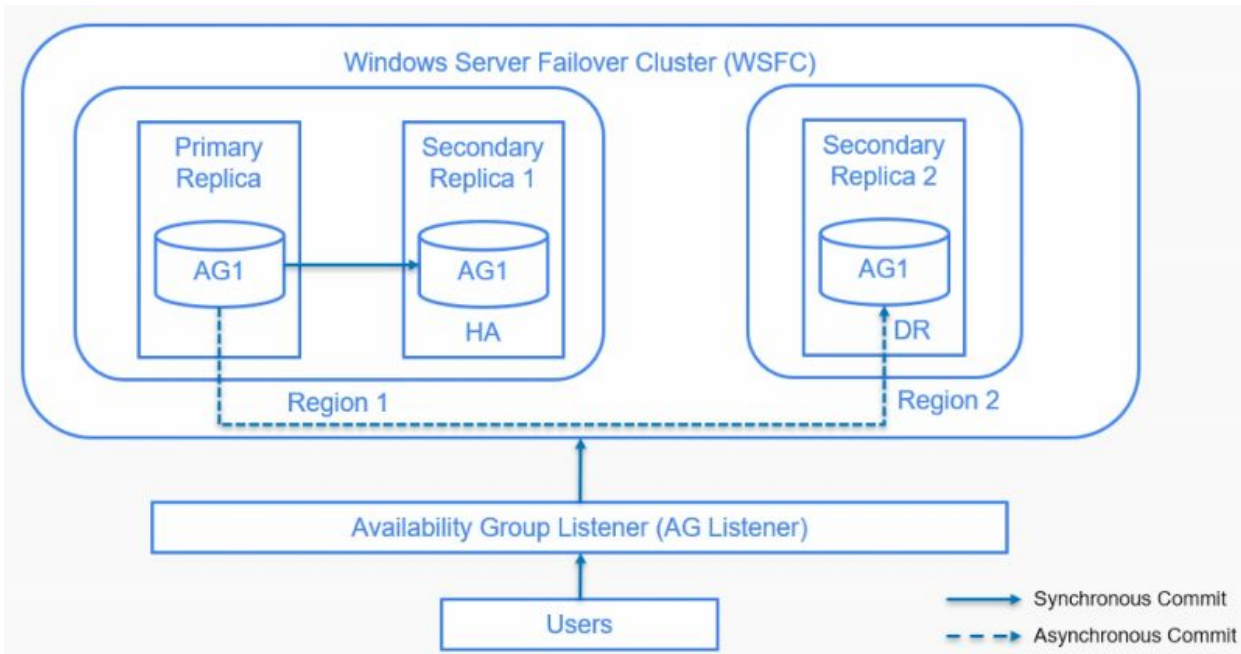 Windows Server Failover Cluster (WSFC)
Primary
Replica
AG1
Secondary
Replica 1
AG1
HA
Region 1
Secondary
Replica 2
AG1
DR
Region 2
Availability Group Listener (AG Listener)
Users
Synchronous Commit
Asynchronous Commit